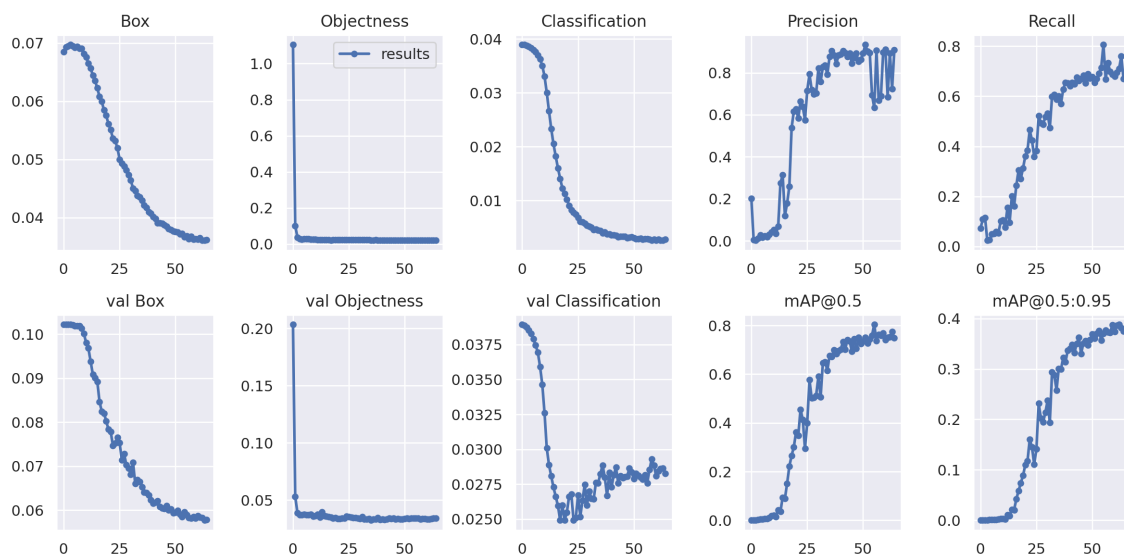 Box
Objectness
Classification
Precision
Recall
0.07
0.06
0.05
0.04
0 25 50
results
1.0
0.8
0.6
0.4
0.2
0.0
0 25 50
0.04
0.03
0.02
0.01
0 25 50
0.8
0.6
0.4
0.2
0.0
0 25 50
0.8
0.6
0.4
0.2
0.0
0 25 50
val Box
val Objectness
val Classification
mAP@0.5
mAP@0.5:0.95
0.10
0.09
0.08
0.07
0.06
0 25 50
0.20
0.15
0.10
0.05
0 25 50
0.0375
0.0350
0.0325
0.0300
0.0275
0.0250
0 25 50
0.8
0.6
0.4
0.2
0.0
0 25 50
0.4
0.3
0.2
0.1
0.0
0 25 50